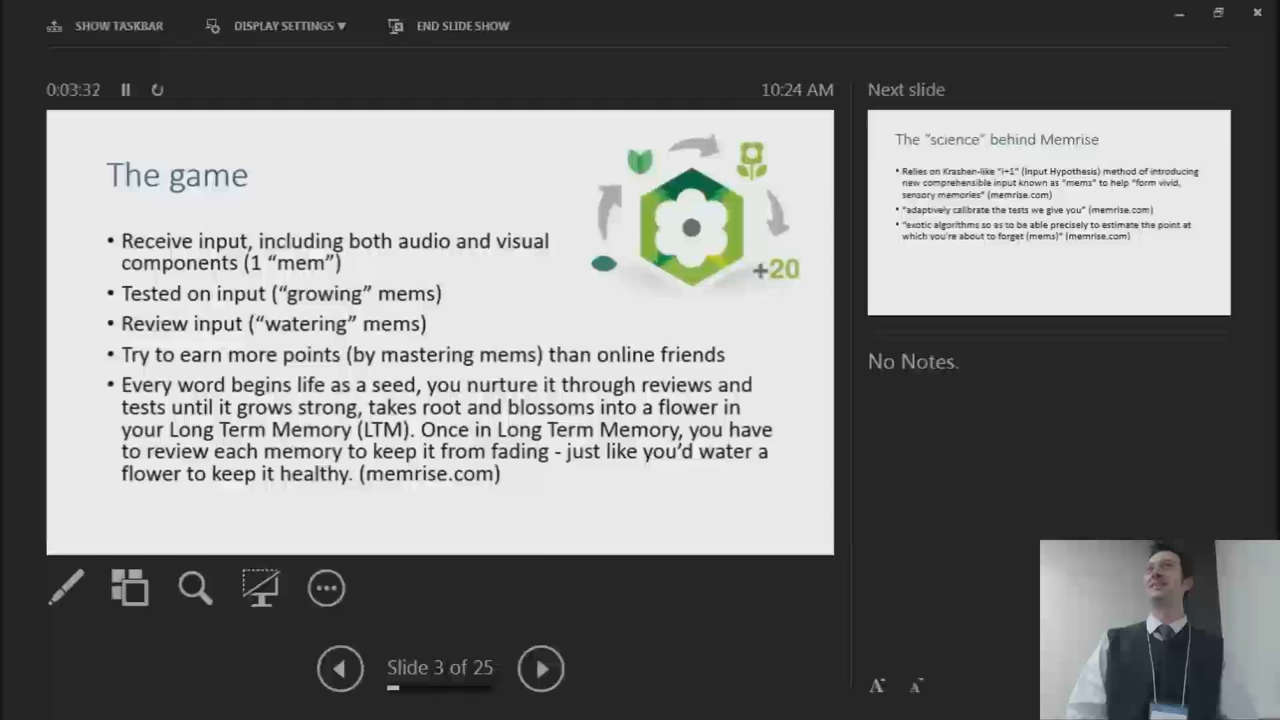 SHOW TASKBAR
DISPLAY SETTINGS ▼
END SLIDE SHOW
0:03:32
10:24 AM
The game
+20
• Receive input, including both audio and visual
components (1 “mem”)
• Tested on input (“growing” mems)
• Review input (“watering” mems)
• Try to earn more points (by mastering mems) than online friends
• Every word begins life as a seed, you nurture it through reviews and
tests until it grows strong, takes root and blossoms into a flower in
your Long Term Memory (LTM). Once in Long Term Memory, you have
to review each memory to keep it from fading - just like you’d water a
flower to keep it healthy. (memrise.com)
Slide 3 of 25
Next slide
The “science” behind Memrise
• Relies on Krashen-like “i+1” (Input Hypothesis) method of introducing
new comprehensible input known as “mems” to help “form vivid,
sensory memories” (memrise.com)
• “adaptively calibrate the tests we give you” (memrise.com)
• “exotic algorithms so as to be able precisely to estimate the point at
which you’re about to forget (mems)” (memrise.com)
No Notes.
A A